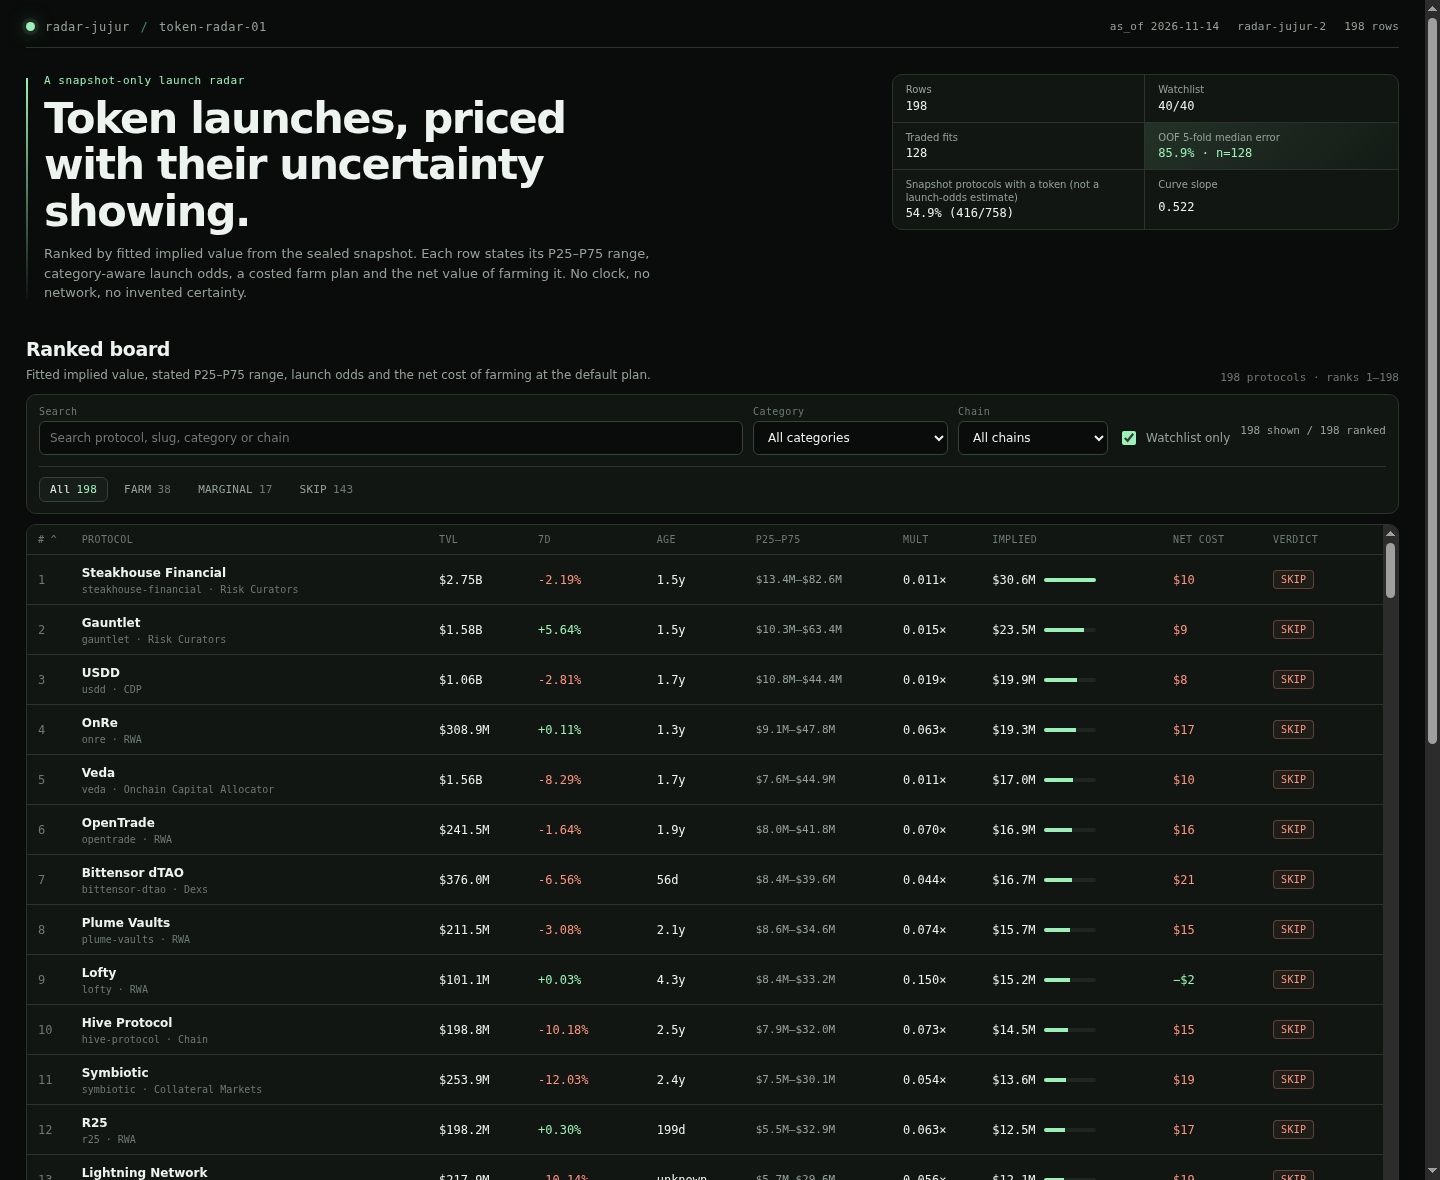 radar-jujur / token-radar-01
as_of 2026-11-14 radar-jujur-2 198 rows
A snapshot-only launch radar
Token launches, priced
with their uncertainty
showing.
Ranked by fitted implied value from the sealed snapshot. Each row states its P25–P75 range,
category-aware launch odds, a costed farm plan and the net value of farming it. No clock, no
network, no invented certainty.
Rows
198
Watchlist
40/40
Traded fits
128
OOF 5-fold median error
85.9% · n=128
Snapshot protocols with a token (not a
launch-odds estimate)
54.9% (416/758)
Curve slope
0.522
Ranked board
Fitted implied value, stated P25–P75 range, launch odds and the net cost of farming at the default plan.
198 protocols · ranks 1–198
Search
Search protocol, slug, category or chain
Category
All categories
Chain
All chains
Watchlist only
198 shown / 198 ranked
All 198 FARM 38 MARGINAL 17 SKIP 143
# ^ PROTOCOL TVL 7D AGE P25–P75 MULT IMPLIED NET COST VERDICT
1 Steakhouse Financial $2.75B -2.19% 1.5y $13.4M–$82.6M 0.011× $30.6M $10 SKIP
steakhouse-financial · Risk Curators
2 Gauntlet $1.58B +5.64% 1.5y $10.3M–$63.4M 0.015× $23.5M $9 SKIP
gauntlet · Risk Curators
3 USDD $1.06B -2.81% 1.7y $10.8M–$44.4M 0.019× $19.9M $8 SKIP
usdd · CDP
4 OnRe $308.9M +0.11% 1.3y $9.1M–$47.8M 0.063× $19.3M $17 SKIP
onre · RWA
5 Veda $1.56B -8.29% 1.7y $7.6M–$44.9M 0.011× $17.0M $10 SKIP
veda · Onchain Capital Allocator
6 OpenTrade $241.5M -1.64% 1.9y $8.0M–$41.8M 0.070× $16.9M $16 SKIP
opentrade · RWA
7 Bittensor dTAO $376.0M -6.56% 56d $8.4M–$39.6M 0.044× $16.7M $21 SKIP
bittensor-dtao · Dexs
8 Plume Vaults $211.5M -3.08% 2.1y $8.6M–$34.6M 0.074× $15.7M $15 SKIP
plume-vaults · RWA
9 Lofty $101.1M +0.03% 4.3y $8.4M–$33.2M 0.150× $15.2M −$2 SKIP
lofty · RWA
10 Hive Protocol $198.8M -10.18% 2.5y $7.9M–$32.0M 0.073× $14.5M $15 SKIP
hive-protocol · Chain
11 Symbiotic $253.9M -12.03% 2.4y $7.5M–$30.1M 0.054× $13.6M $19 SKIP
symbiotic · Collateral Markets
12 R25 $198.2M +0.30% 199d $5.5M–$32.9M 0.063× $12.5M $17 SKIP
r25 · RWA
13 Lightning Network $217.9M -10.14% unknown $5.7M–$29.6M 0.056× $12.1M $19 SKIP